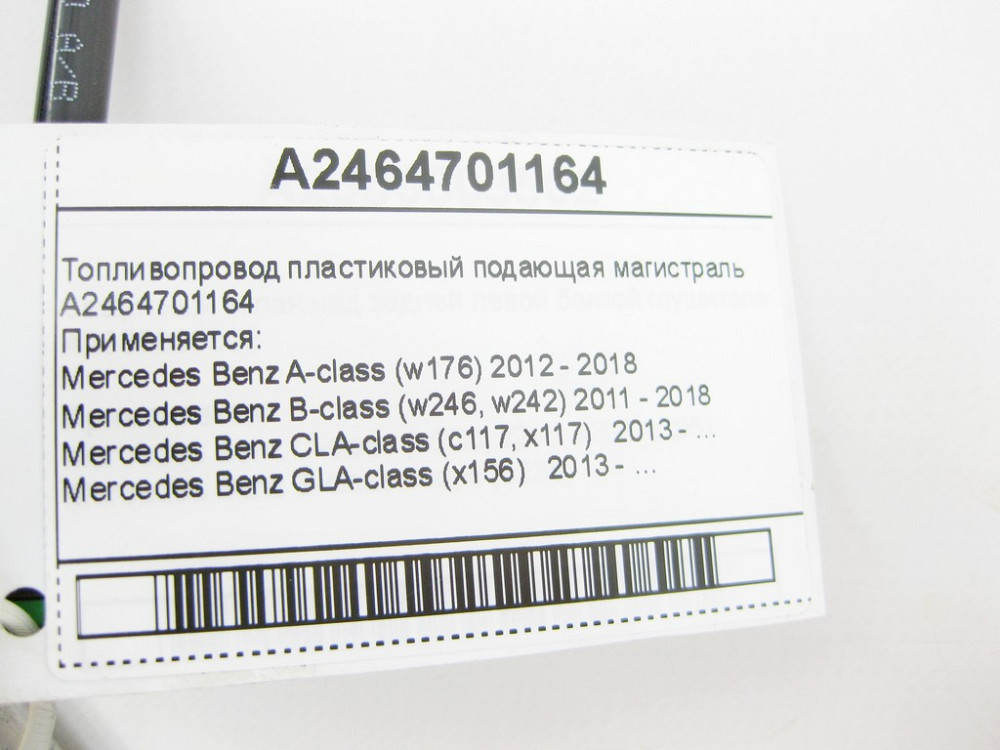 A/B
A2464701164
Топливопровод пластиковый подающая магистраль
A2464701164
Применяется:
Mercedes Benz A-class (w176) 2012 - 2018
Mercedes Benz B-class (w246, w242) 2011 - 2018
Mercedes Benz CLA-class (c117, x117) 2013 - ...
Mercedes Benz GLA-class (x156) 2013 - ...